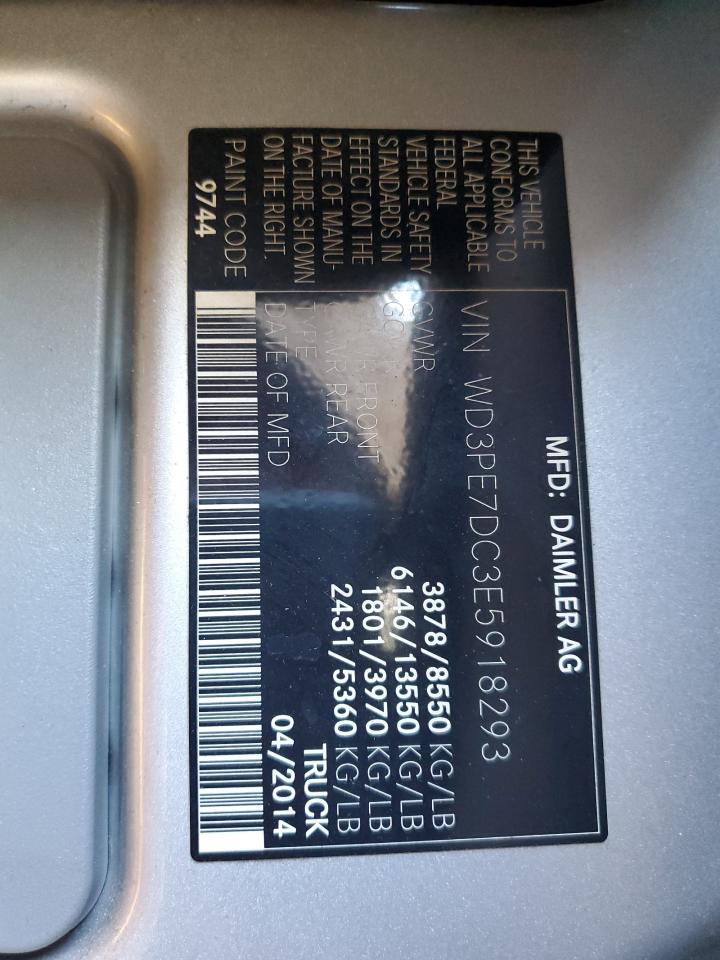 MFD: DAIMLER AG
THIS VEHICLE
CONFORMS TO
ALL APPLICABLE
FEDERAL
VEHICLE SAFETY
STANDARDS IN
EFFECT ON THE
DATE OF MANU-
FACTURE SHOWN
ON THE RIGHT.
PAINT CODE
9744
VIN WD3PE7DC3E5918293
GVWR 3878/8550 KG/LB
6146/13550 KG/LB
FRONT 1801/3970 KG/LB
REAR 2431/5360 KG/LB
TYPE TRUCK
DATE OF MFD 04/2014